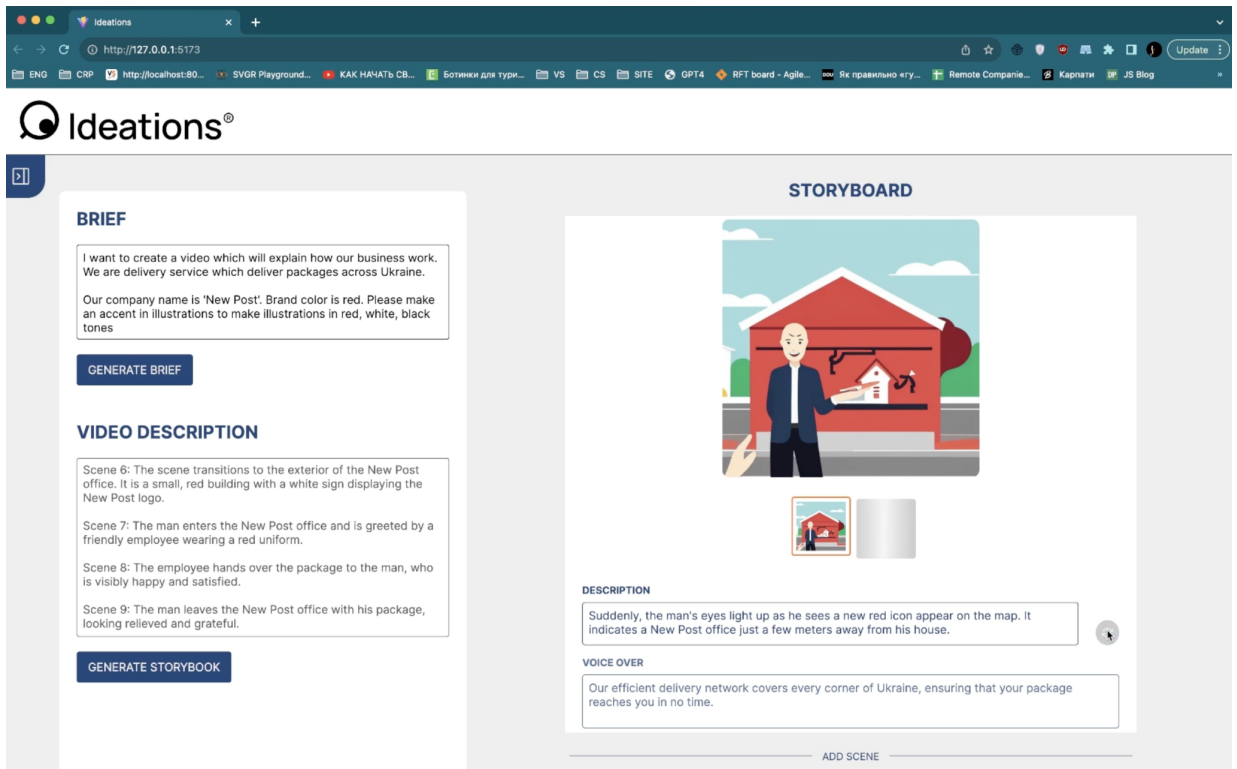 Ideations
http://127.0.0.1:5173
Update
ENG
CRP
http://localhost:80...
SVGR Playground...
КАК НАЧАТЬ СВ...
Ботинки для тури...
VS
CS
SITE
GPT4
RFT board - Agile...
DOU
Як правильно «гу...
Remote Companie...
Карпати
DP
JS Blog
»
Ideations®
BRIEF
I want to create a video which will explain how our business work.
We are delivery service which deliver packages across Ukraine.
Our company name is 'New Post'. Brand color is red. Please make
an accent in illustrations to make illustrations in red, white, black
tones
GENERATE BRIEF
VIDEO DESCRIPTION
Scene 6: The scene transitions to the exterior of the New Post
office. It is a small, red building with a white sign displaying the
New Post logo.
Scene 7: The man enters the New Post office and is greeted by a
friendly employee wearing a red uniform.
Scene 8: The employee hands over the package to the man, who
is visibly happy and satisfied.
Scene 9: The man leaves the New Post office with his package,
looking relieved and grateful.
GENERATE STORYBOOK
STORYBOARD
DESCRIPTION
Suddenly, the man's eyes light up as he sees a new red icon appear on the map. It
indicates a New Post office just a few meters away from his house.
VOICE OVER
Our efficient delivery network covers every corner of Ukraine, ensuring that your package
reaches you in no time.
ADD SCENE